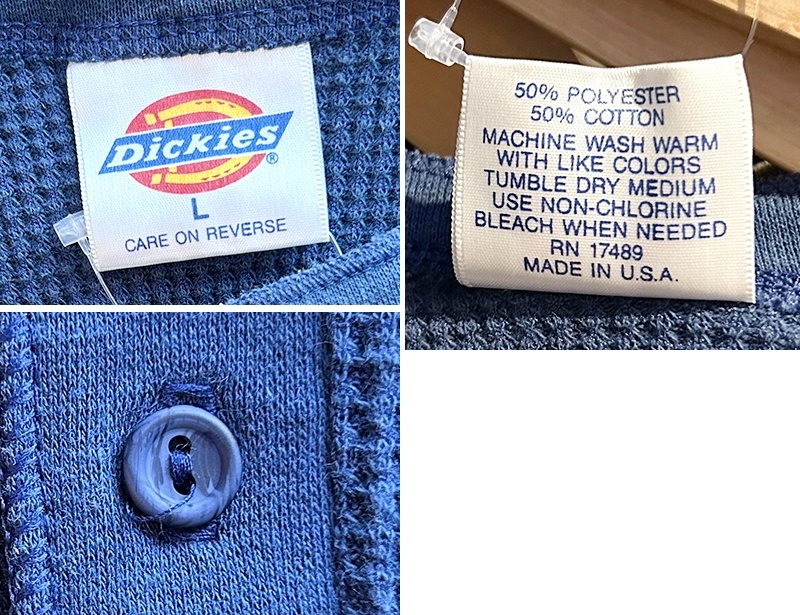 Dickies®
L
CARE ON REVERSE
50% POLYESTER
50% COTTON
MACHINE WASH WARM
WITH LIKE COLORS
TUMBLE DRY MEDIUM
USE NON-CHLORINE
BLEACH WHEN NEEDED
RN 17489
MADE IN U.S.A.